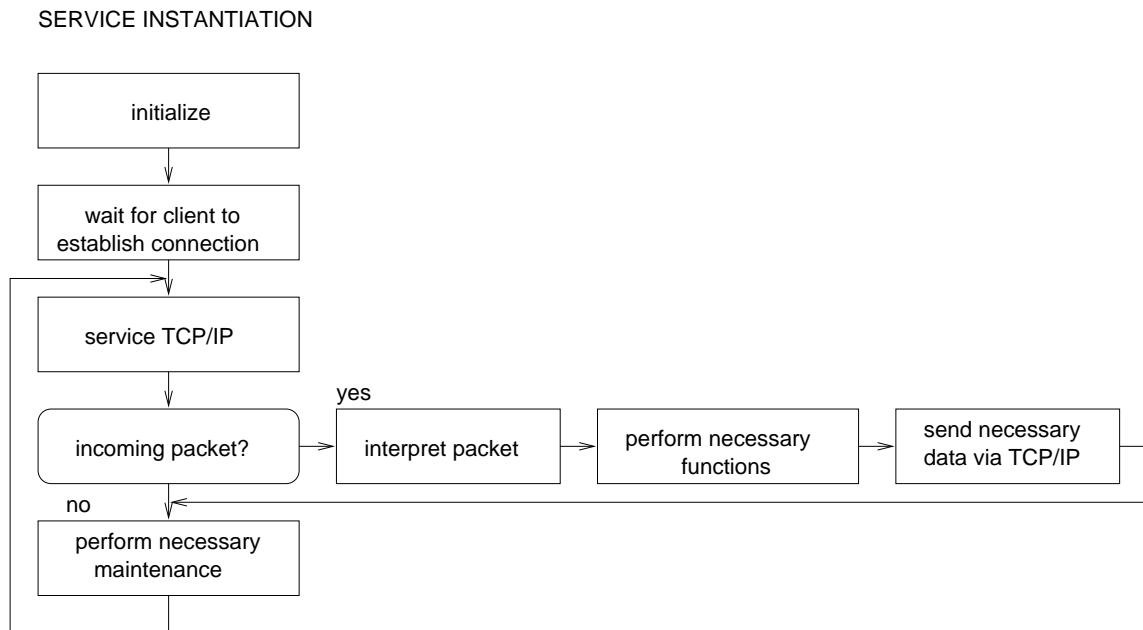 SERVICE INSTANTIATION
initialize
wait for client to
establish connection
service TCP/IP
yes
incoming packet?
interpret packet
perform necessary
functions
send necessary
data via TCP/IP
no
perform necessary
maintenance